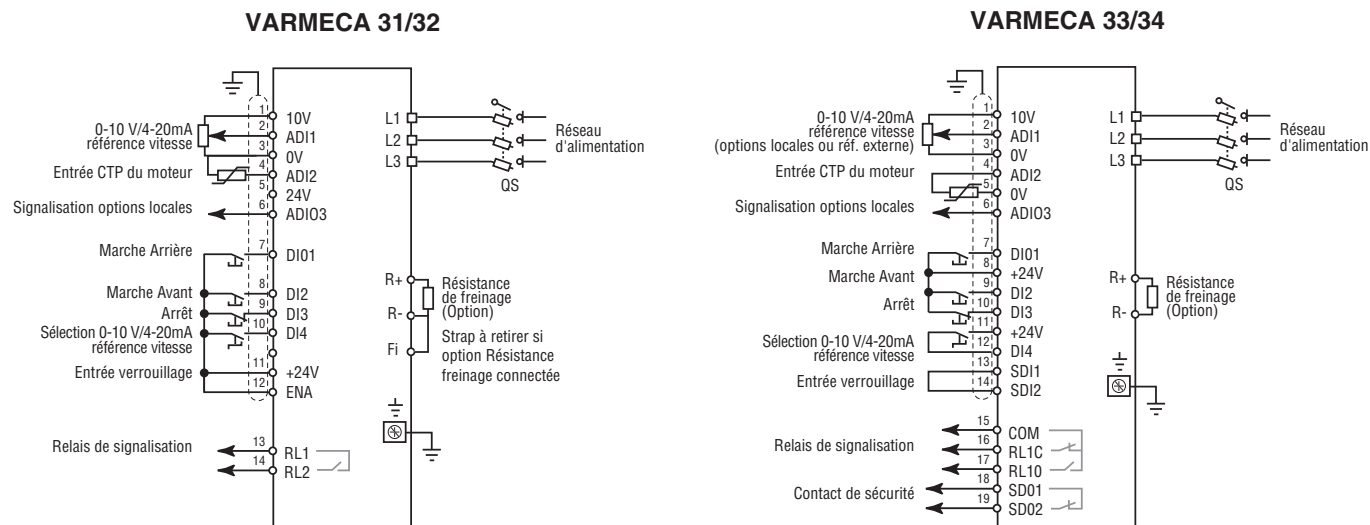 VARMECA 31/32
1
10V
0-10 V/4-20mA
référence vitesse
2
ADI1
3
0V
Entrée CTP du moteur
4
ADI2
5
24V
Signalisation options locales
6
ADIO3
Marche Arrière
7
DI01
Marche Avant
8
DI2
Arrêt
9
DI3
Sélection 0-10 V/4-20mA
référence vitesse
10
DI4
11
+24V
Entrée verrouillage
12
ENA
Relais de signalisation
13
RL1
14
RL2
L1
L2
L3
QS
Réseau
d'alimentation
R+
R-
Fi
Résistance
de freinage
(Option)
Strap à retirer si
option Résistance
freinage connectée
VARMECA 33/34
1
10V
0-10 V/4-20mA
référence vitesse
(options locales ou réf. externe)
2
ADI1
3
0V
Entrée CTP du moteur
4
ADI2
5
0V
Signalisation options locales
6
ADIO3
Marche Arrière
7
DI01
8
+24V
Marche Avant
9
DI2
Arrêt
10
DI3
11
+24V
Sélection 0-10 V/4-20mA
référence vitesse
12
DI4
13
SDI1
Entrée verrouillage
14
SDI2
15
COM
Relais de signalisation
16
RL1C
17
RL10
18
SD01
Contact de sécurité
19
SD02
L1
L2
L3
QS
Réseau
d'alimentation
R+
R-
Résistance
de freinage
(Option)